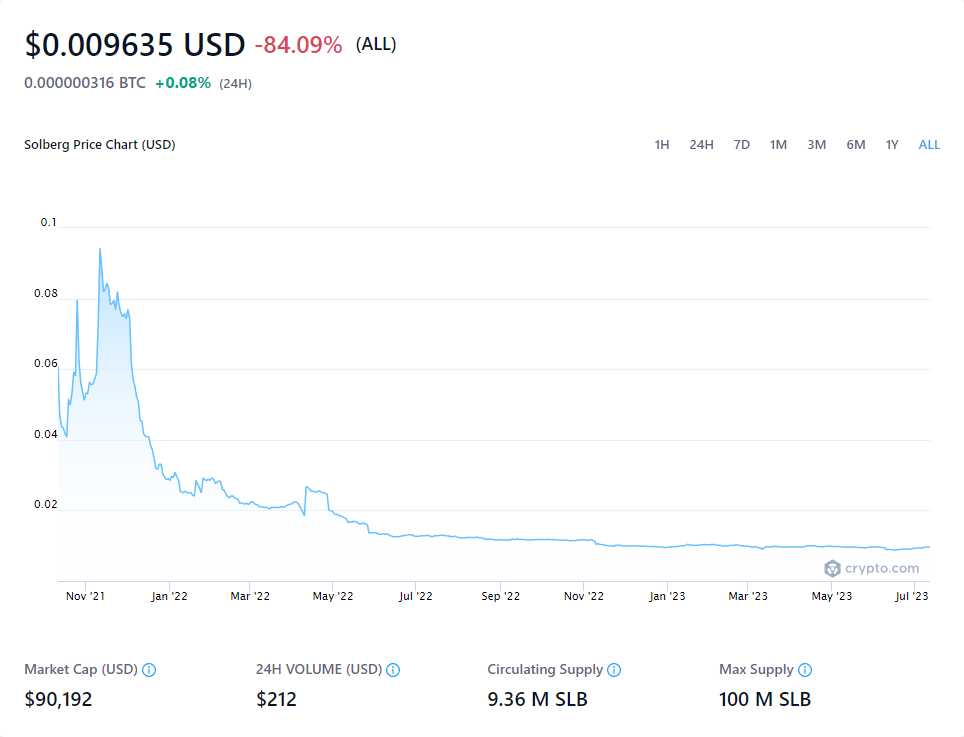 $0.009635 USD -84.09% (ALL)
0.000000316 BTC +0.08% (24H)
Solberg Price Chart (USD) 1H 24H 7D 1M 3M 6M 1Y ALL
0.1
0.08
0.06
0.04
0.02
crypto.com
Nov '21 Jan '22 Mar '22 May '22 Jul '22 Sep '22 Nov '22 Jan '23 Mar '23 May '23 Jul '23
Market Cap (USD) 24H VOLUME (USD) Circulating Supply Max Supply
$90,192 $212 9.36 M SLB 100 M SLB